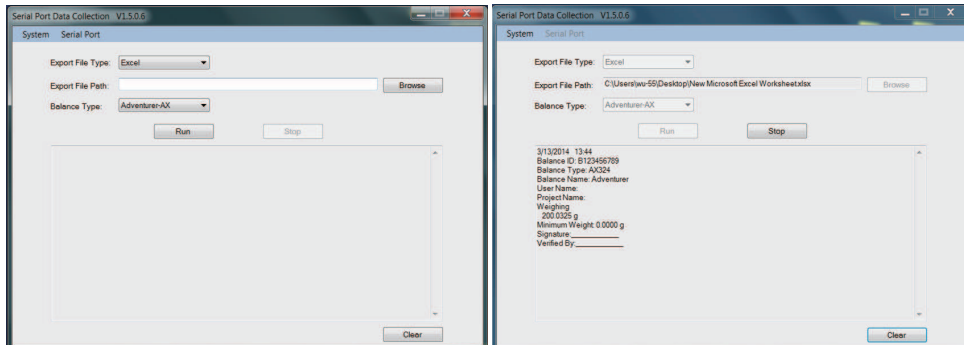 Serial Port Data Collection V1.5.0.6
System Serial Port
Export File Type: Excel
Export File Path: Browse
Balance Type: Adventurer-AX
Run Stop
Clear
Serial Port Data Collection V1.5.0.6
System Serial Port
Export File Type: Excel
Export File Path: C:\Users\wu-55\Desktop\New Microsoft Excel Worksheet.xlsx Browse
Balance Type: Adventurer-AX
Run Stop
3/13/2014 13:44
Balance ID: B123456789
Balance Type: AX324
Balance Name: Adventurer
User Name:
Project Name:
Weighing
200.0325 g
Minimum Weight: 0.0000 g
Signature:____________
Verified By:____________
Clear